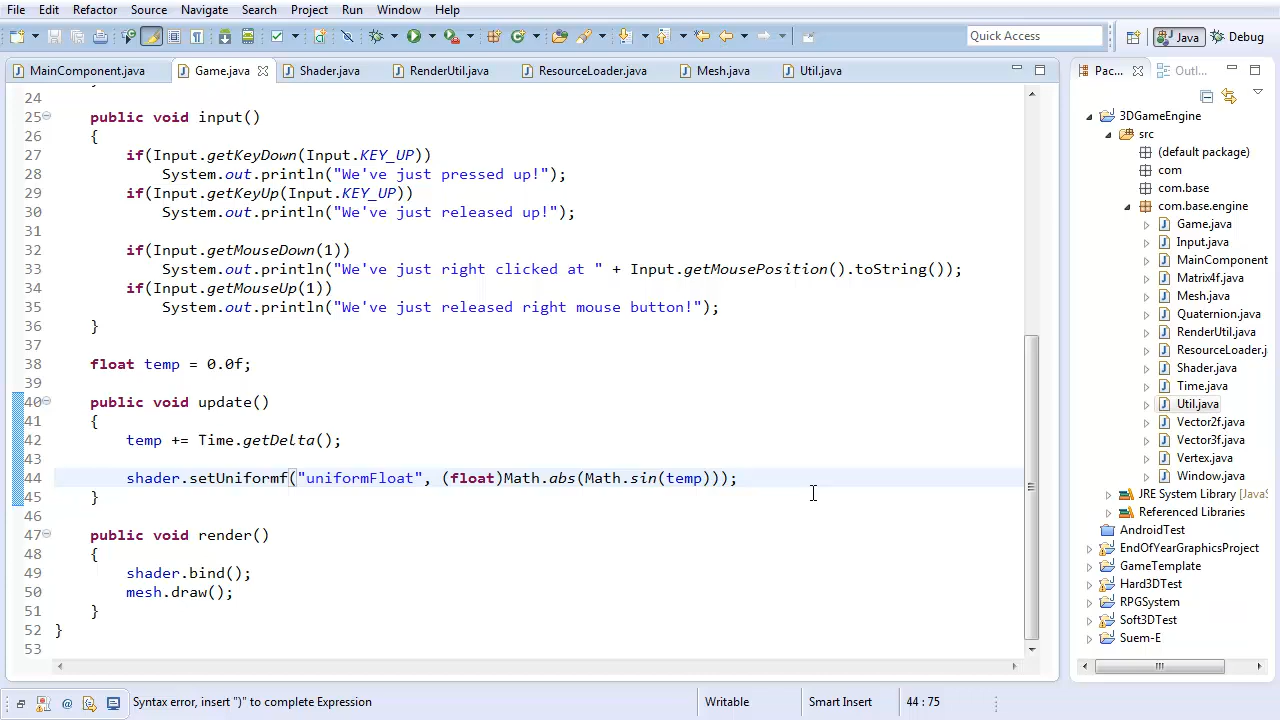 File Edit Refactor Source Navigate Search Project Run Window Help
Quick Access
Java
Debug
MainComponent.java
Game.java
Shader.java
RenderUtil.java
ResourceLoader.java
Mesh.java
Util.java
24
25 public void input()
26 {
27 if(Input.getKeyDown(Input.KEY_UP))
28 System.out.println("We've just pressed up!");
29 if(Input.getKeyUp(Input.KEY_UP))
30 System.out.println("We've just released up!");
31
32 if(Input.getMouseDown(1))
33 System.out.println("We've just right clicked at " + Input.getMousePosition().toString());
34 if(Input.getMouseUp(1))
35 System.out.println("We've just released right mouse button!");
36 }
37
38 float temp = 0.0f;
39
40 public void update()
41 {
42 temp += Time.getDelta();
43
44 shader.setUniformf("uniformFloat", (float)Math.abs(Math.sin(temp)));
45 }
46
47 public void render()
48 {
49 shader.bind();
50 mesh.draw();
51 }
52 }
53
Pac...
Outl...
3DGameEngine
src
(default package)
com
com.base
com.base.engine
Game.java
Input.java
MainComponent
Matrix4f.java
Mesh.java
Quaternion.java
RenderUtil.java
ResourceLoader.j
Shader.java
Time.java
Util.java
Vector2f.java
Vector3f.java
Vertex.java
Window.java
JRE System Library [JavaS
Referenced Libraries
AndroidTest
EndOfYearGraphicsProject
GameTemplate
Hard3DTest
RPGSystem
Soft3DTest
Suem-E
Syntax error, insert ")" to complete Expression
Writable
Smart Insert
44 : 75